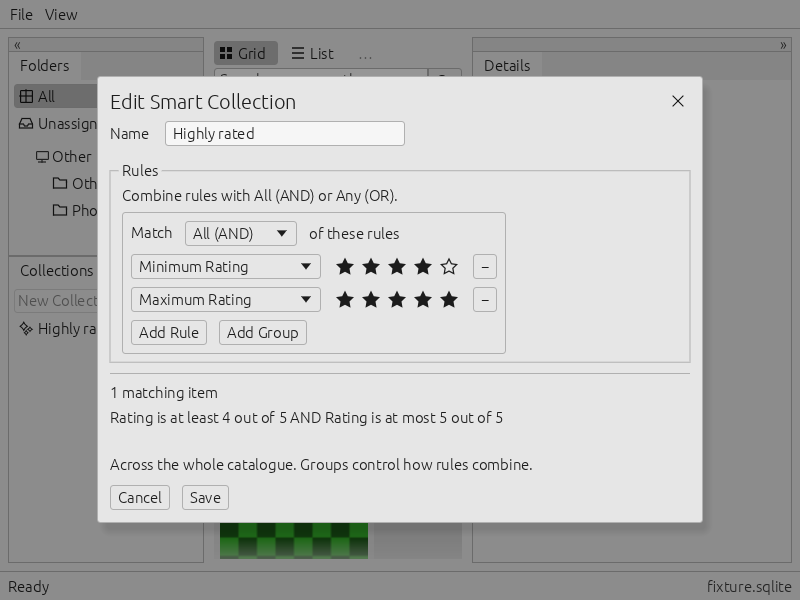 File View
«
»
Grid
List
...
Folders
Details
All
Unassign
Other
Oth
Pho
Collections
New Collect
Highly ra
Edit Smart Collection
Name
Highly rated
Rules
Combine rules with All (AND) or Any (OR).
Match All (AND) of these rules
Minimum Rating
–
Maximum Rating
–
Add Rule Add Group
1 matching item
Rating is at least 4 out of 5 AND Rating is at most 5 out of 5
Across the whole catalogue. Groups control how rules combine.
Cancel Save
Ready
fixture.sqlite